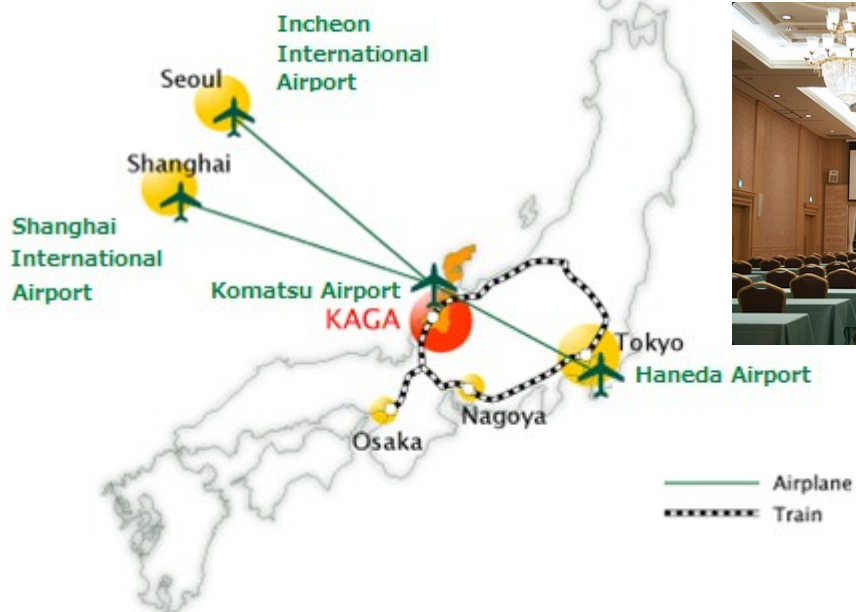 Incheon
International
Airport
Seoul
Shanghai
Shanghai
International
Airport
Komatsu Airport
KAGA
Tokyo
Haneda Airport
Nagoya
Osaka
Airplane
Train